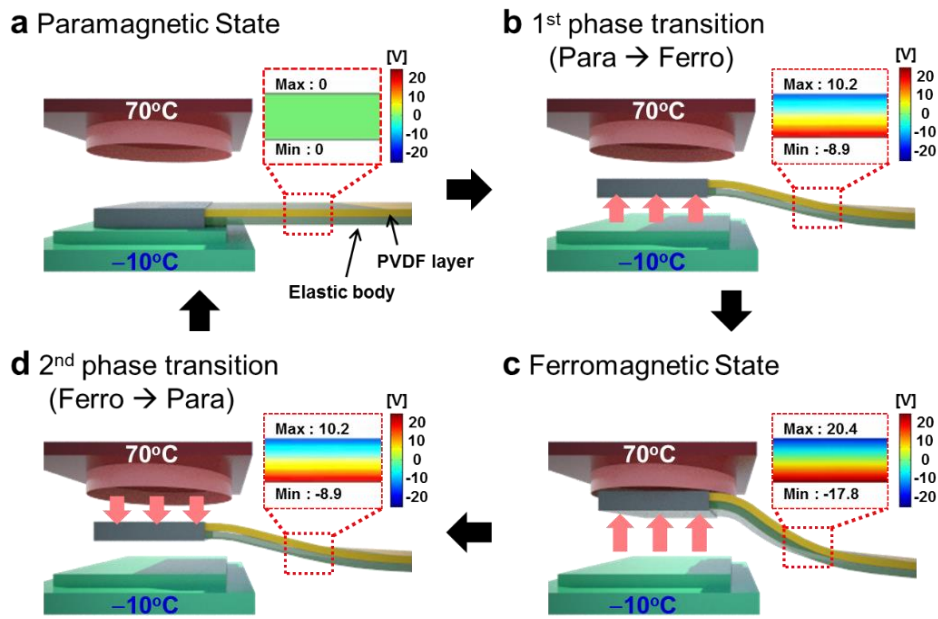 a Paramagnetic State
[V]
Max : 0
20
10
0
-10
-20
Min : 0
70°C
–10°C
PVDF layer
Elastic body
b 1st phase transition
(Para → Ferro)
[V]
Max : 10.2
20
10
0
-10
-20
Min : -8.9
70°C
–10°C
d 2nd phase transition
(Ferro → Para)
[V]
Max : 10.2
20
10
0
-10
-20
Min : -8.9
70°C
–10°C
c Ferromagnetic State
[V]
Max : 20.4
20
10
0
-10
-20
Min : -17.8
70°C
–10°C